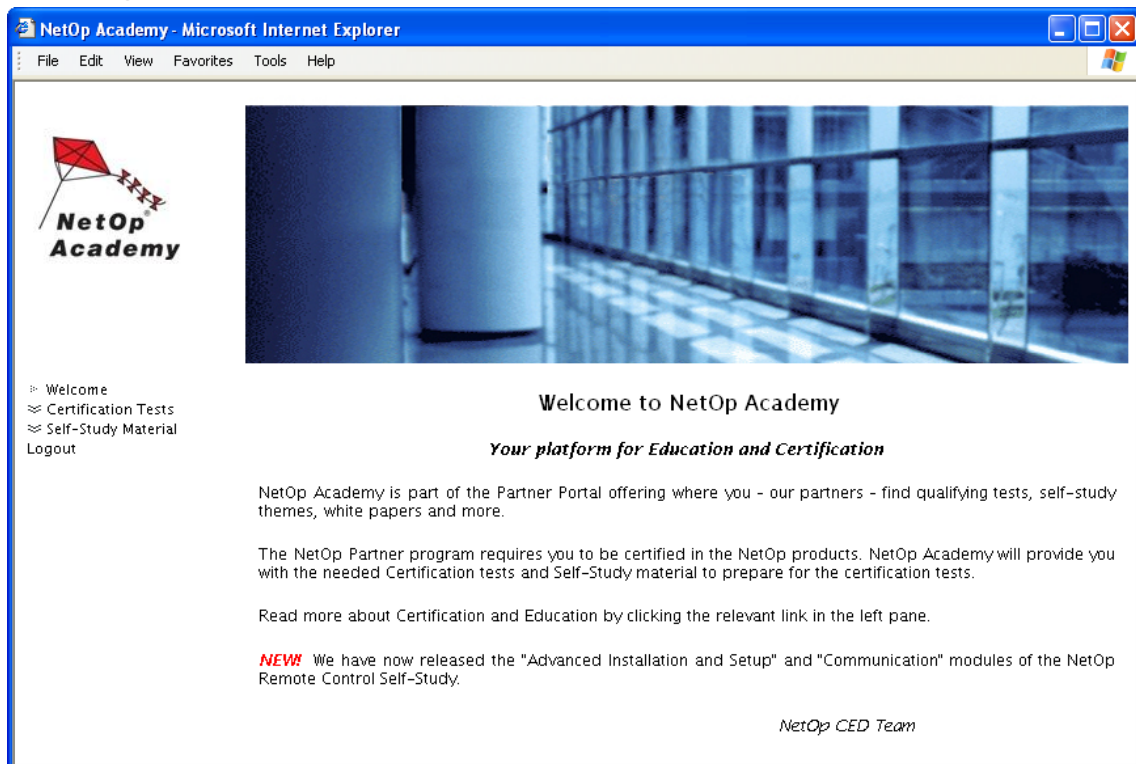 NetOp Academy - Microsoft Internet Explorer
File Edit View Favorites Tools Help
NetOp®
Academy
Welcome
Certification Tests
Self-Study Material
Logout
Welcome to NetOp Academy
Your platform for Education and Certification
NetOp Academy is part of the Partner Portal offering where you - our partners - find qualifying tests, self-study
themes, white papers and more.
The NetOp Partner program requires you to be certified in the NetOp products. NetOp Academy will provide you
with the needed Certification tests and Self-Study material to prepare for the certification tests.
Read more about Certification and Education by clicking the relevant link in the left pane.
NEW! We have now released the "Advanced Installation and Setup" and "Communication" modules of the NetOp
Remote Control Self-Study.
NetOp CED Team